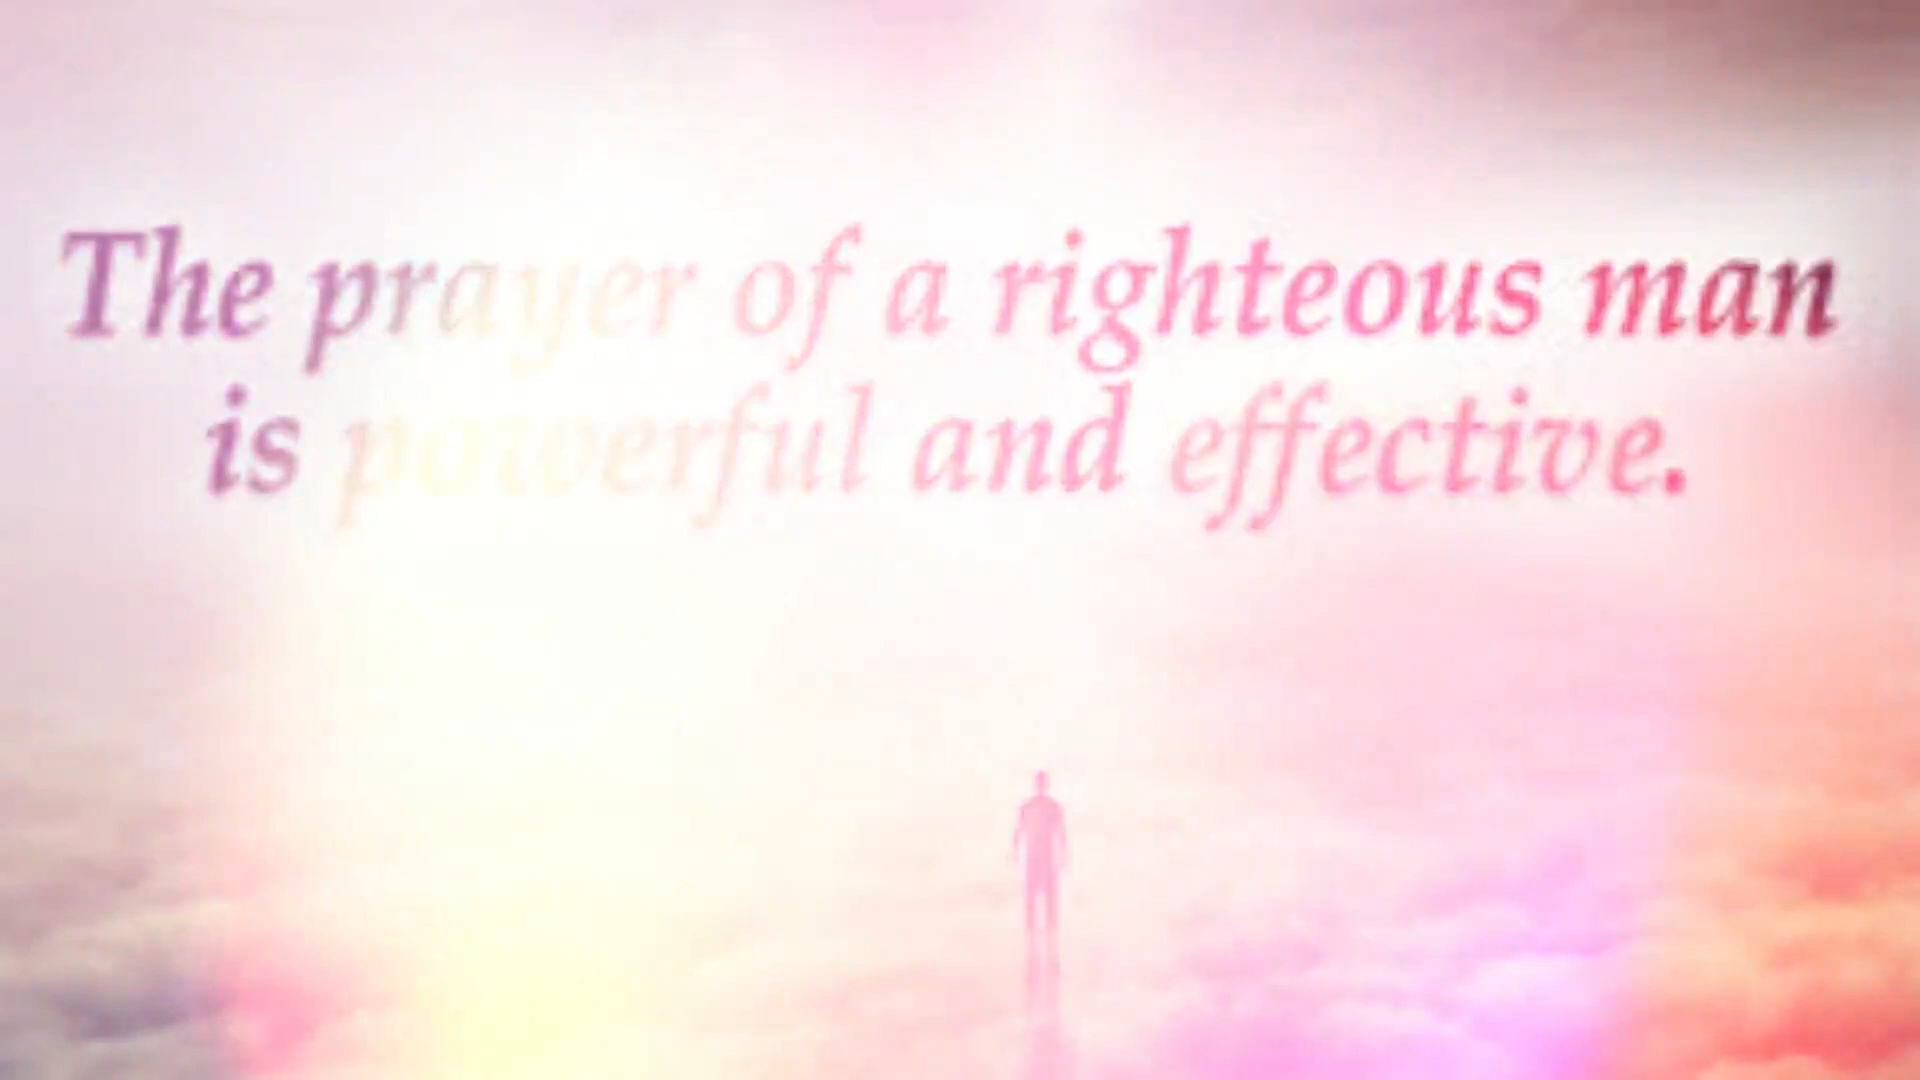 The prayer of a righteous man
is powerful and effective.